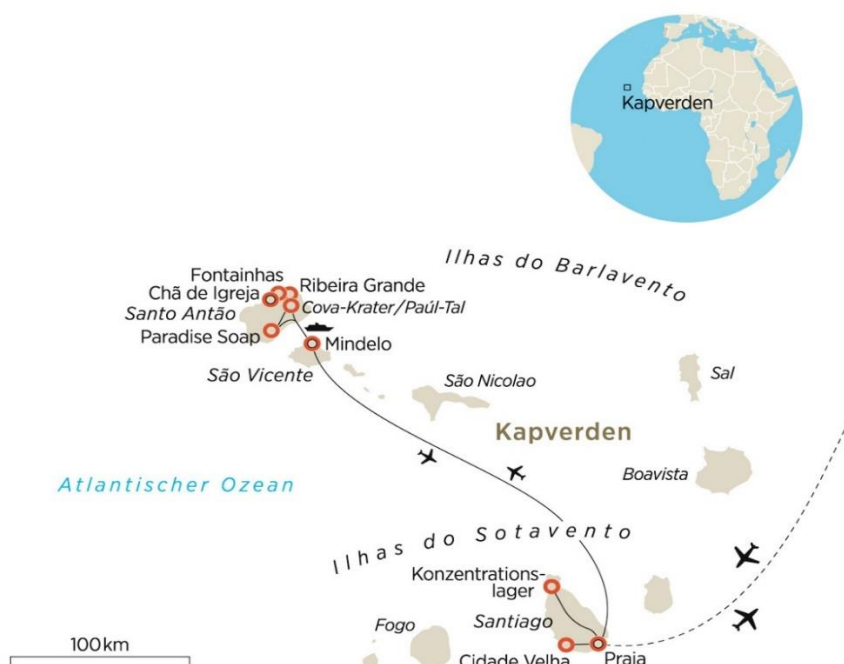 Kapverden
Ilhas do Barlavento
Fontainhas
Ribeira Grande
Chã de Igreja
Cova-Krater/Paúl-Tal
Santo Antão
Paradise Soap
Mindelo
São Vicente
São Nicolao
Sal
Kapverden
Boavista
Atlantischer Ozean
Ilhas do Sotavento
Konzentrations-
lager
Santiago
Fogo
100km
Cidade Velha
Praia